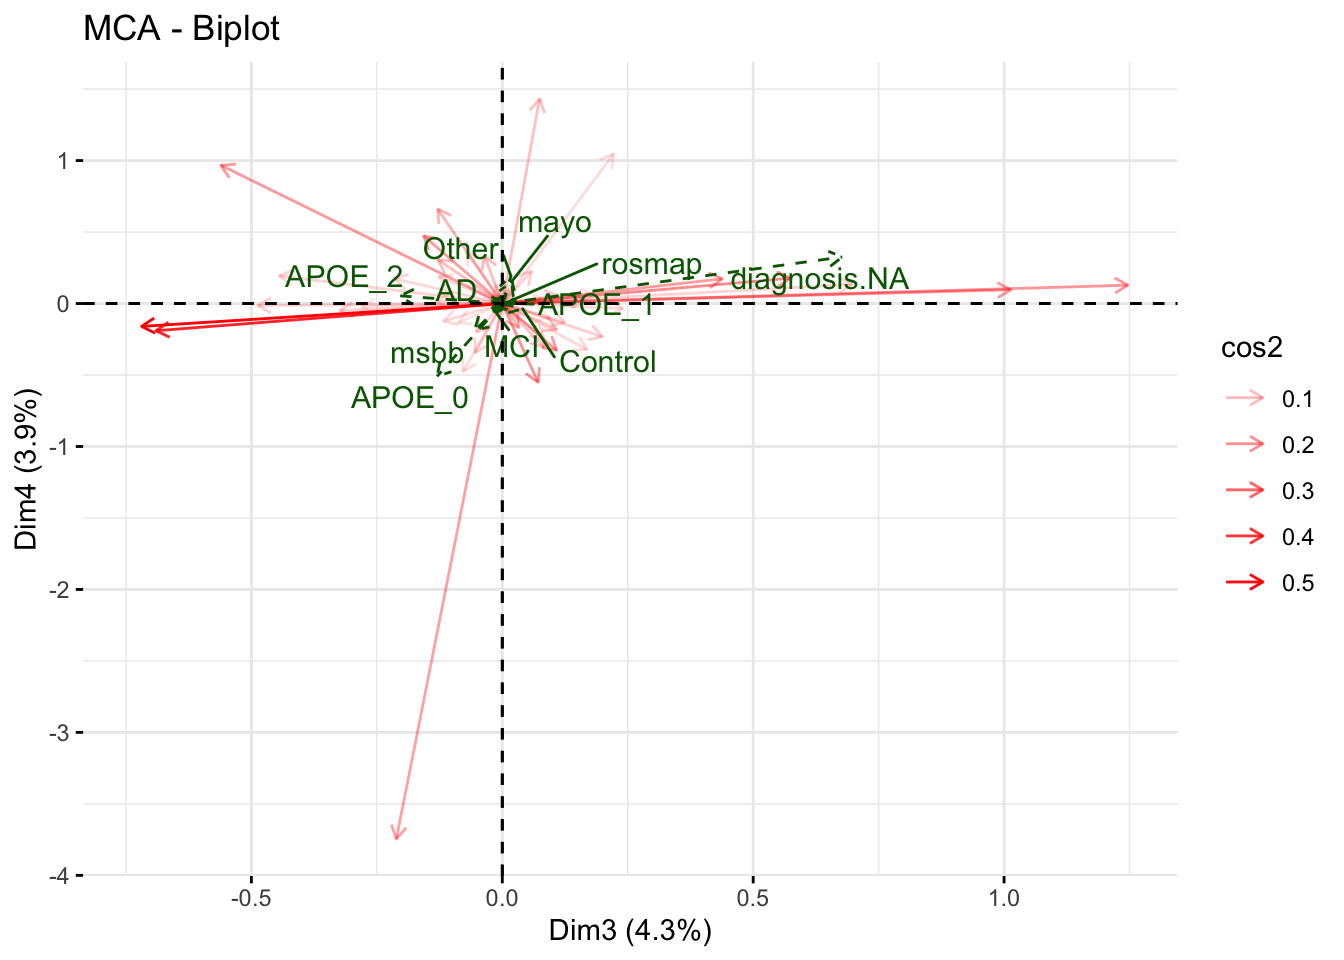 MCA - Biplot
mayo
Other
rosmap
APOE_2
diagnosis.NA
AD
APOE_1
msbb
MCI
Control
APOE_0
1
0
-1
-2
-3
-4
-0.5
0.0
0.5
1.0
Dim3 (4.3%)
Dim4 (3.9%)
cos2
0.1
0.2
0.3
0.4
0.5